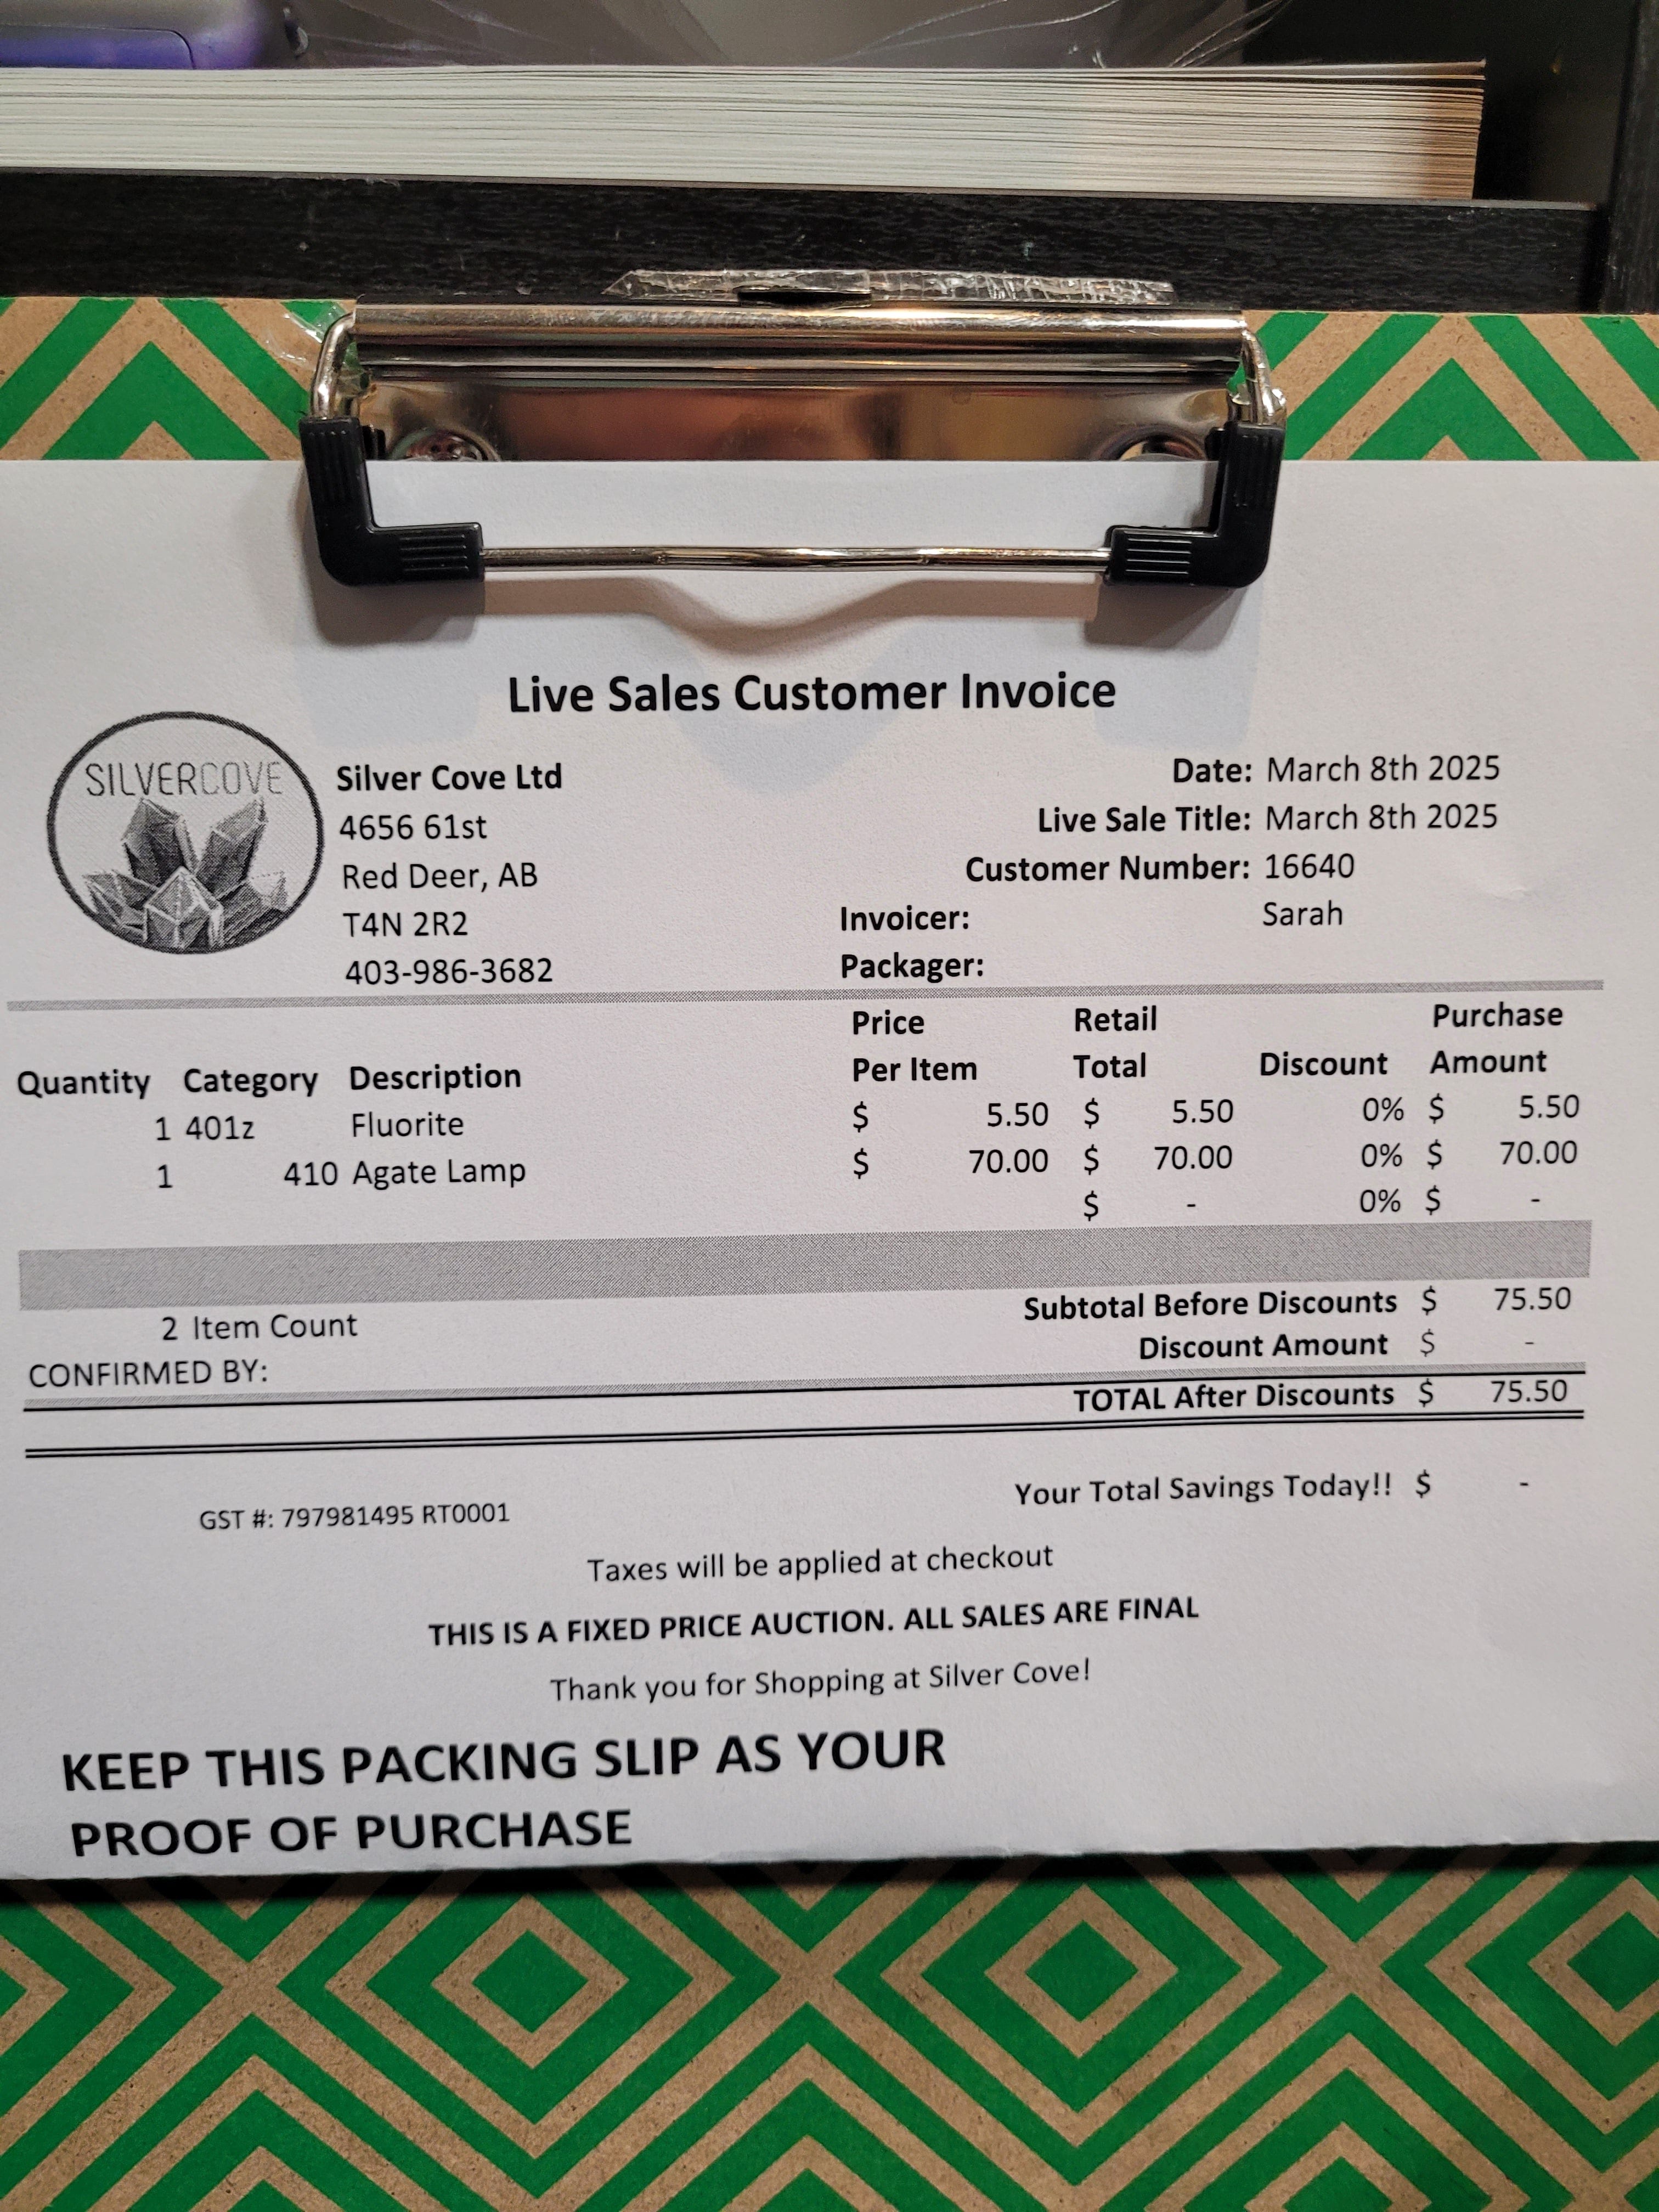 Live Sales Customer Invoice
SILVERCOVE
Silver Cove Ltd
4656 61st
Red Deer, AB
T4N 2R2
403-986-3682
Date: March 8th 2025
Live Sale Title: March 8th 2025
Customer Number: 16640
Invoicer: Sarah
Packager:
Quantity Category Description Price Per Item Retail Total Discount Purchase Amount
1 401z Fluorite $ 5.50 $ 5.50 0% $ 5.50
1 410 Agate Lamp $ 70.00 $ 70.00 0% $ 70.00
$ - 0% $ -
2 Item Count
CONFIRMED BY:
Subtotal Before Discounts $ 75.50
Discount Amount $ -
TOTAL After Discounts $ 75.50
Your Total Savings Today!! $ -
GST #: 797981495 RT0001
Taxes will be applied at checkout
THIS IS A FIXED PRICE AUCTION. ALL SALES ARE FINAL
Thank you for Shopping at Silver Cove!
KEEP THIS PACKING SLIP AS YOUR
PROOF OF PURCHASE